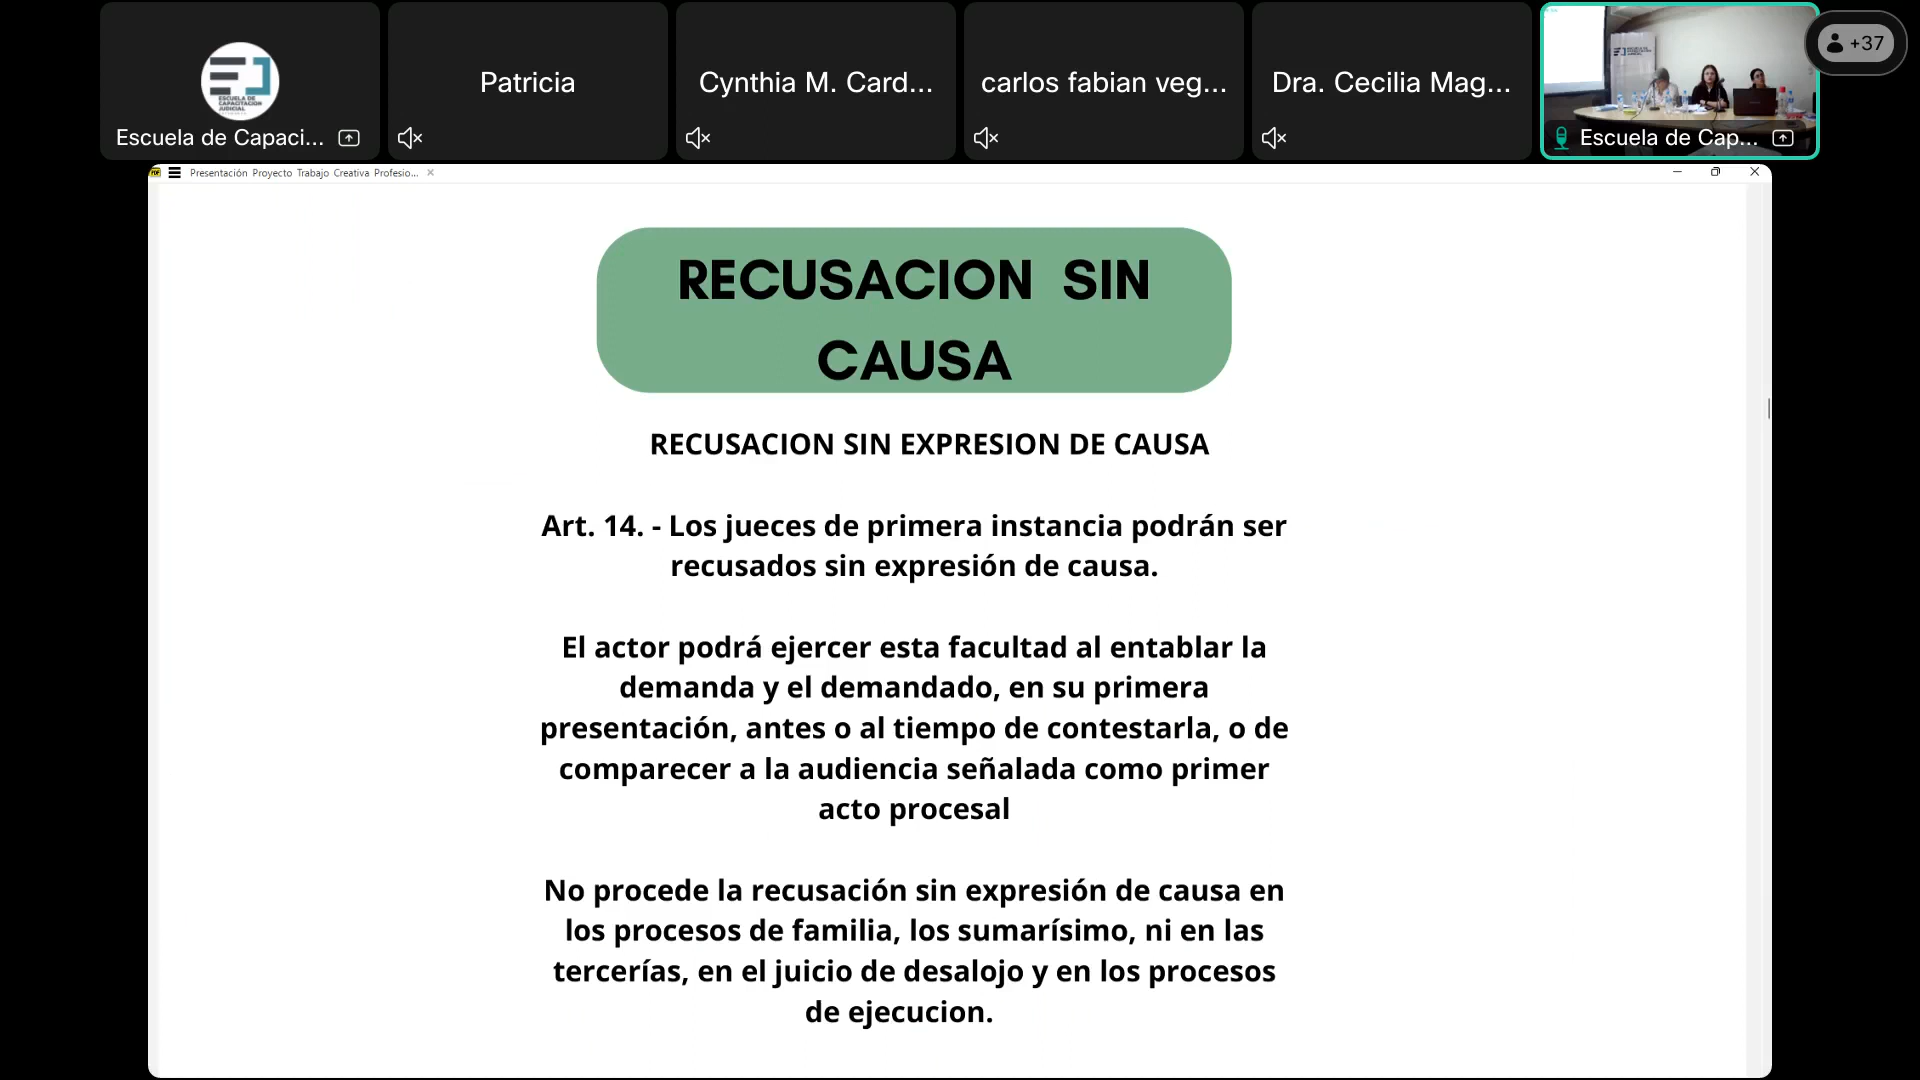 +37
Patricia
Cynthia M. Card...
carlos fabian veg...
Dra. Cecilia Mag...
ESCUELA DE
CAPACITACIÓN
JUDICIAL
Escuela de Capaci...
Escuela de Cap...
Presentación Proyecto Trabajo Creativa Profesio...
RECUSACION SIN
CAUSA
RECUSACION SIN EXPRESION DE CAUSA
Art. 14. - Los jueces de primera instancia podrán ser
recusados sin expresión de causa.
El actor podrá ejercer esta facultad al entablar la
demanda y el demandado, en su primera
presentación, antes o al tiempo de contestarla, o de
comparecer a la audiencia señalada como primer
acto procesal
No procede la recusación sin expresión de causa en
los procesos de familia, los sumarísimo, ni en las
tercerías, en el juicio de desalojo y en los procesos
de ejecucion.